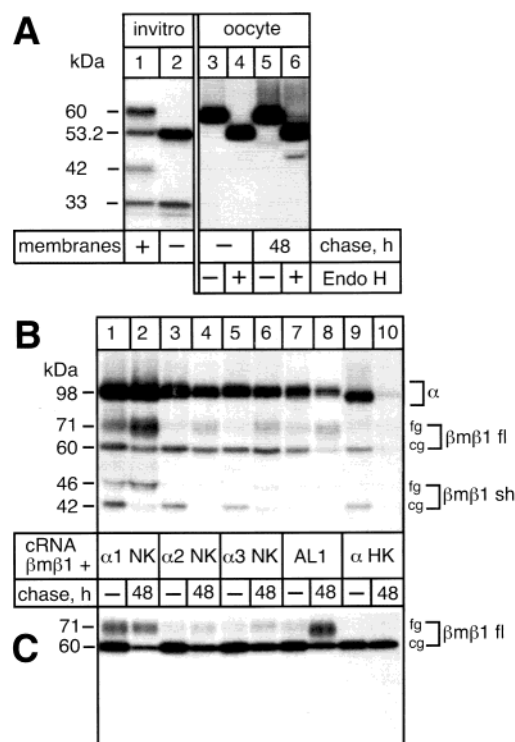 A
invitro oocyte
kDa 1 2 3 4 5 6
60
53.2
42
33
membranes + − − 48 chase, h
− + − + Endo H
B
1 2 3 4 5 6 7 8 9 10
kDa
98 α
71 fg βmβ1 fl
60 cg
46 fg βmβ1 sh
42 cg
cRNA βmβ1 + α1 NK α2 NK α3 NK AL1 α HK
chase, h − 48 − 48 − 48 − 48 − 48
C
71 fg βmβ1 fl
60 cg